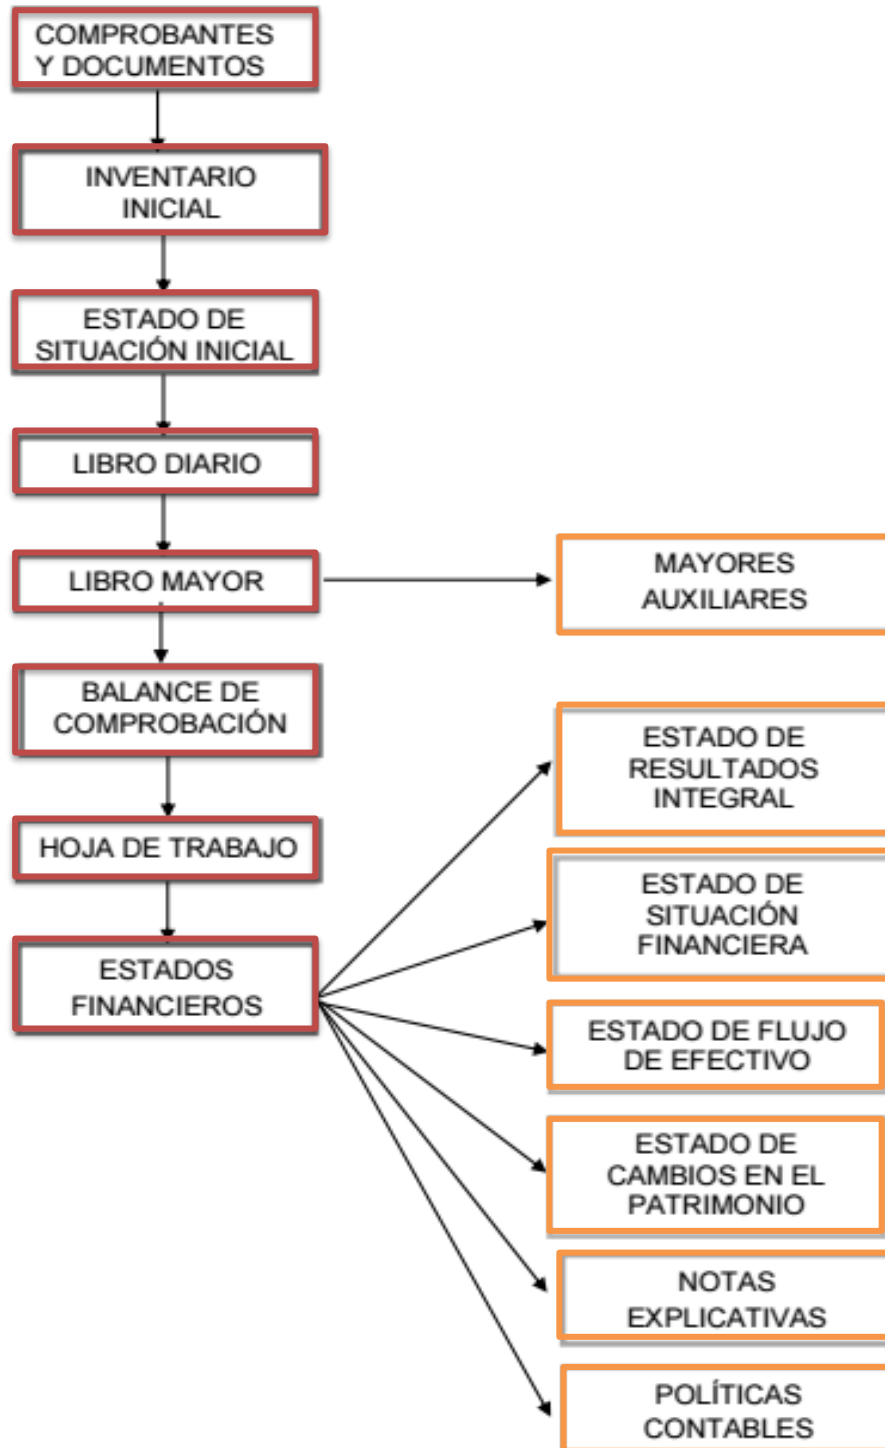 COMPROBANTES
Y DOCUMENTOS
INVENTARIO
INICIAL
ESTADO DE
SITUACIÓN INICIAL
LIBRO DIARIO
LIBRO MAYOR
MAYORES
AUXILIARES
BALANCE DE
COMPROBACIÓN
HOJA DE TRABAJO
ESTADOS
FINANCIEROS
ESTADO DE
RESULTADOS
INTEGRAL
ESTADO DE
SITUACIÓN
FINANCIERA
ESTADO DE FLUJO
DE EFECTIVO
ESTADO DE
CAMBIOS EN EL
PATRIMONIO
NOTAS
EXPLICATIVAS
POLÍTICAS
CONTABLES